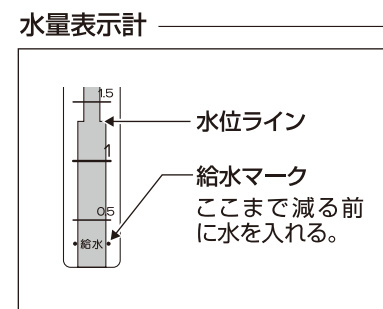 水量表示計
1.5
水位ライン
1
給水マーク
ここまで減る前
に水を入れる。
0.5
・給水・